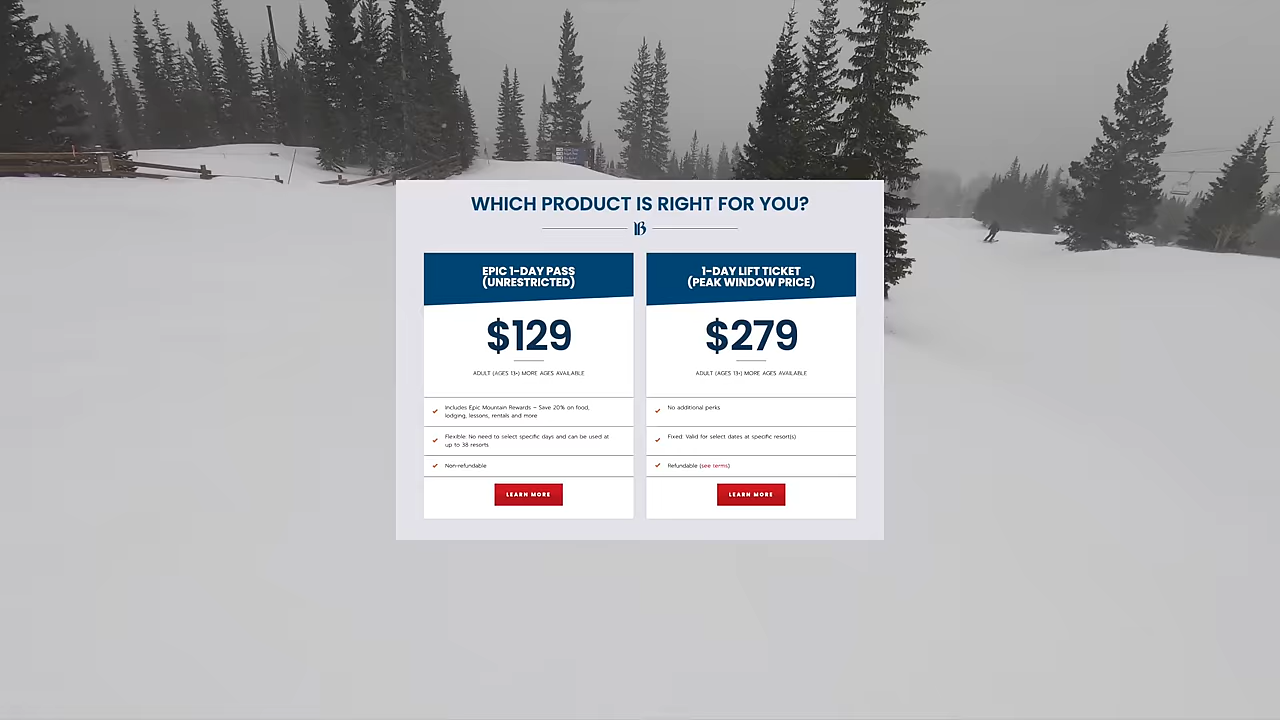 WHICH PRODUCT IS RIGHT FOR YOU?
B
EPIC 1-DAY PASS
(UNRESTRICTED)
$129
ADULT (AGES 13+) MORE AGES AVAILABLE
Includes Epic Mountain Rewards – Save 20% on food,
lodging, lessons, rentals and more
Flexible: No need to select specific days and can be used at
up to 38 resorts
Non-refundable
LEARN MORE
1-DAY LIFT TICKET
(PEAK WINDOW PRICE)
$279
ADULT (AGES 13+) MORE AGES AVAILABLE
No additional perks
Fixed: Valid for select dates at specific resort(s)
Refundable (see terms)
LEARN MORE